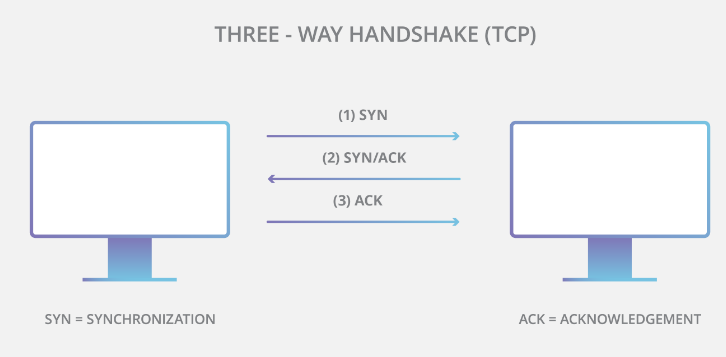 THREE - WAY HANDSHAKE (TCP)
(1) SYN
(2) SYN/ACK
(3) ACK
SYN = SYNCHRONIZATION
ACK = ACKNOWLEDGEMENT